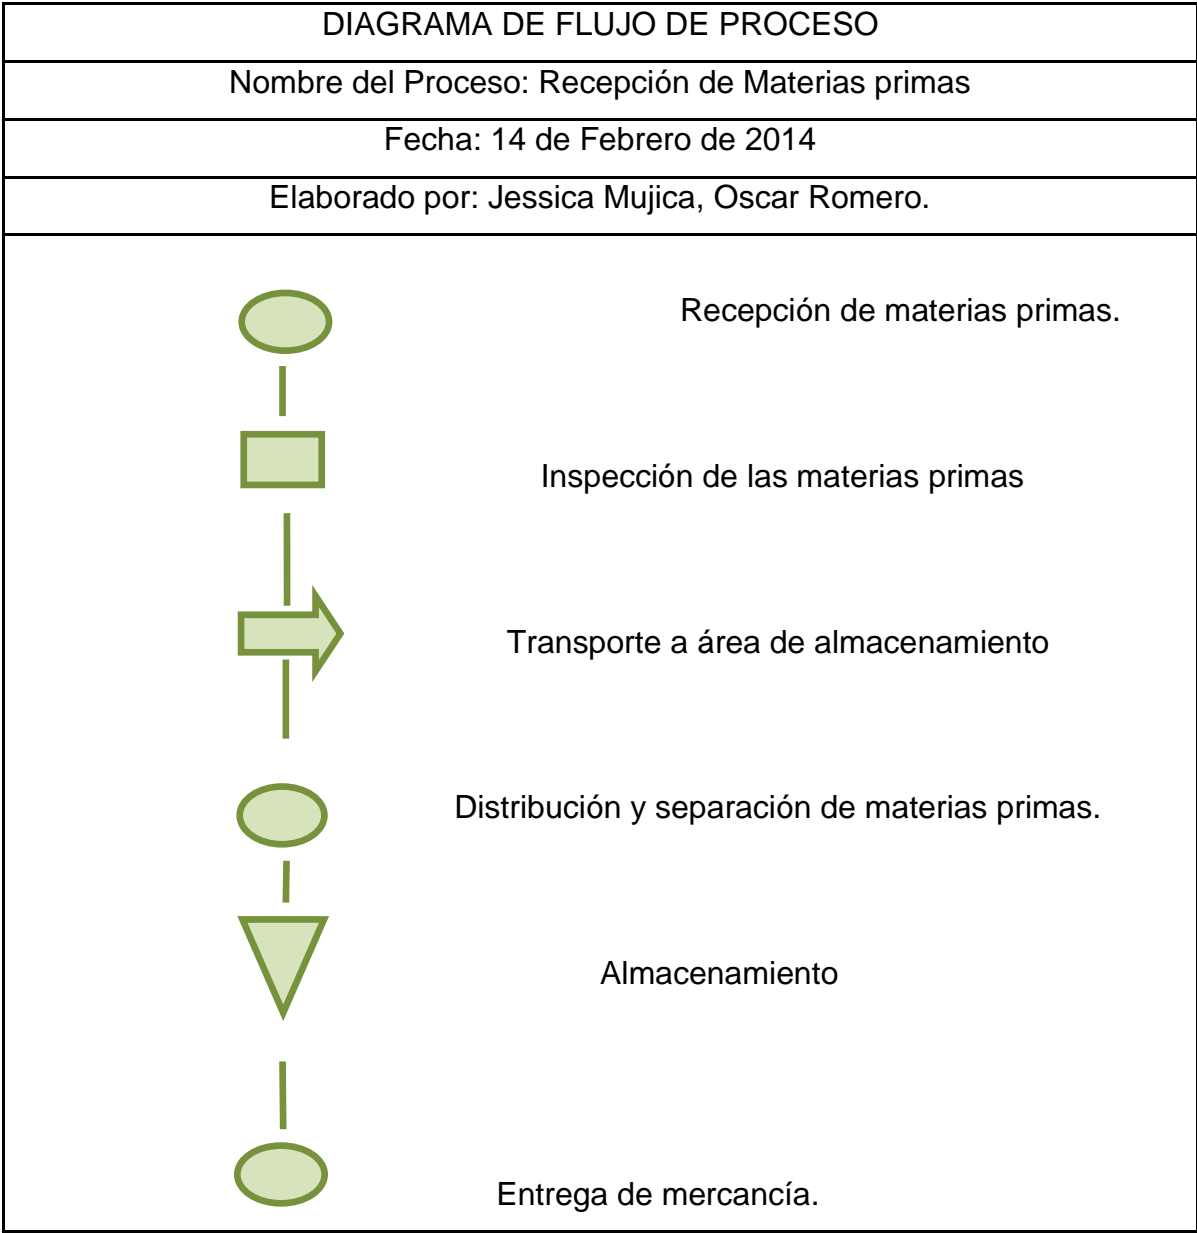 DIAGRAMA DE FLUJO DE PROCESO
Nombre del Proceso: Recepción de Materias primas
Fecha: 14 de Febrero de 2014
Elaborado por: Jessica Mujica, Oscar Romero.
Recepción de materias primas.
Inspección de las materias primas
Transporte a área de almacenamiento
Distribución y separación de materias primas.
Almacenamiento
Entrega de mercancía.